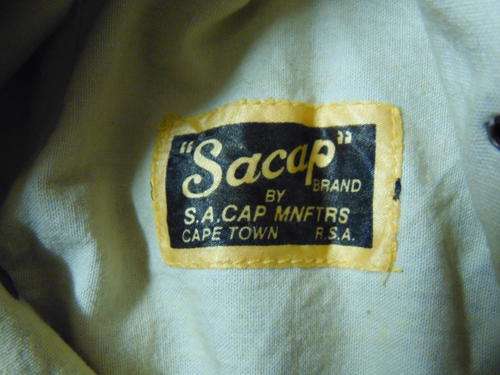 "Sacap"
BRAND
BY
S.A.CAP MNFTRS
CAPE TOWN R.S.A.